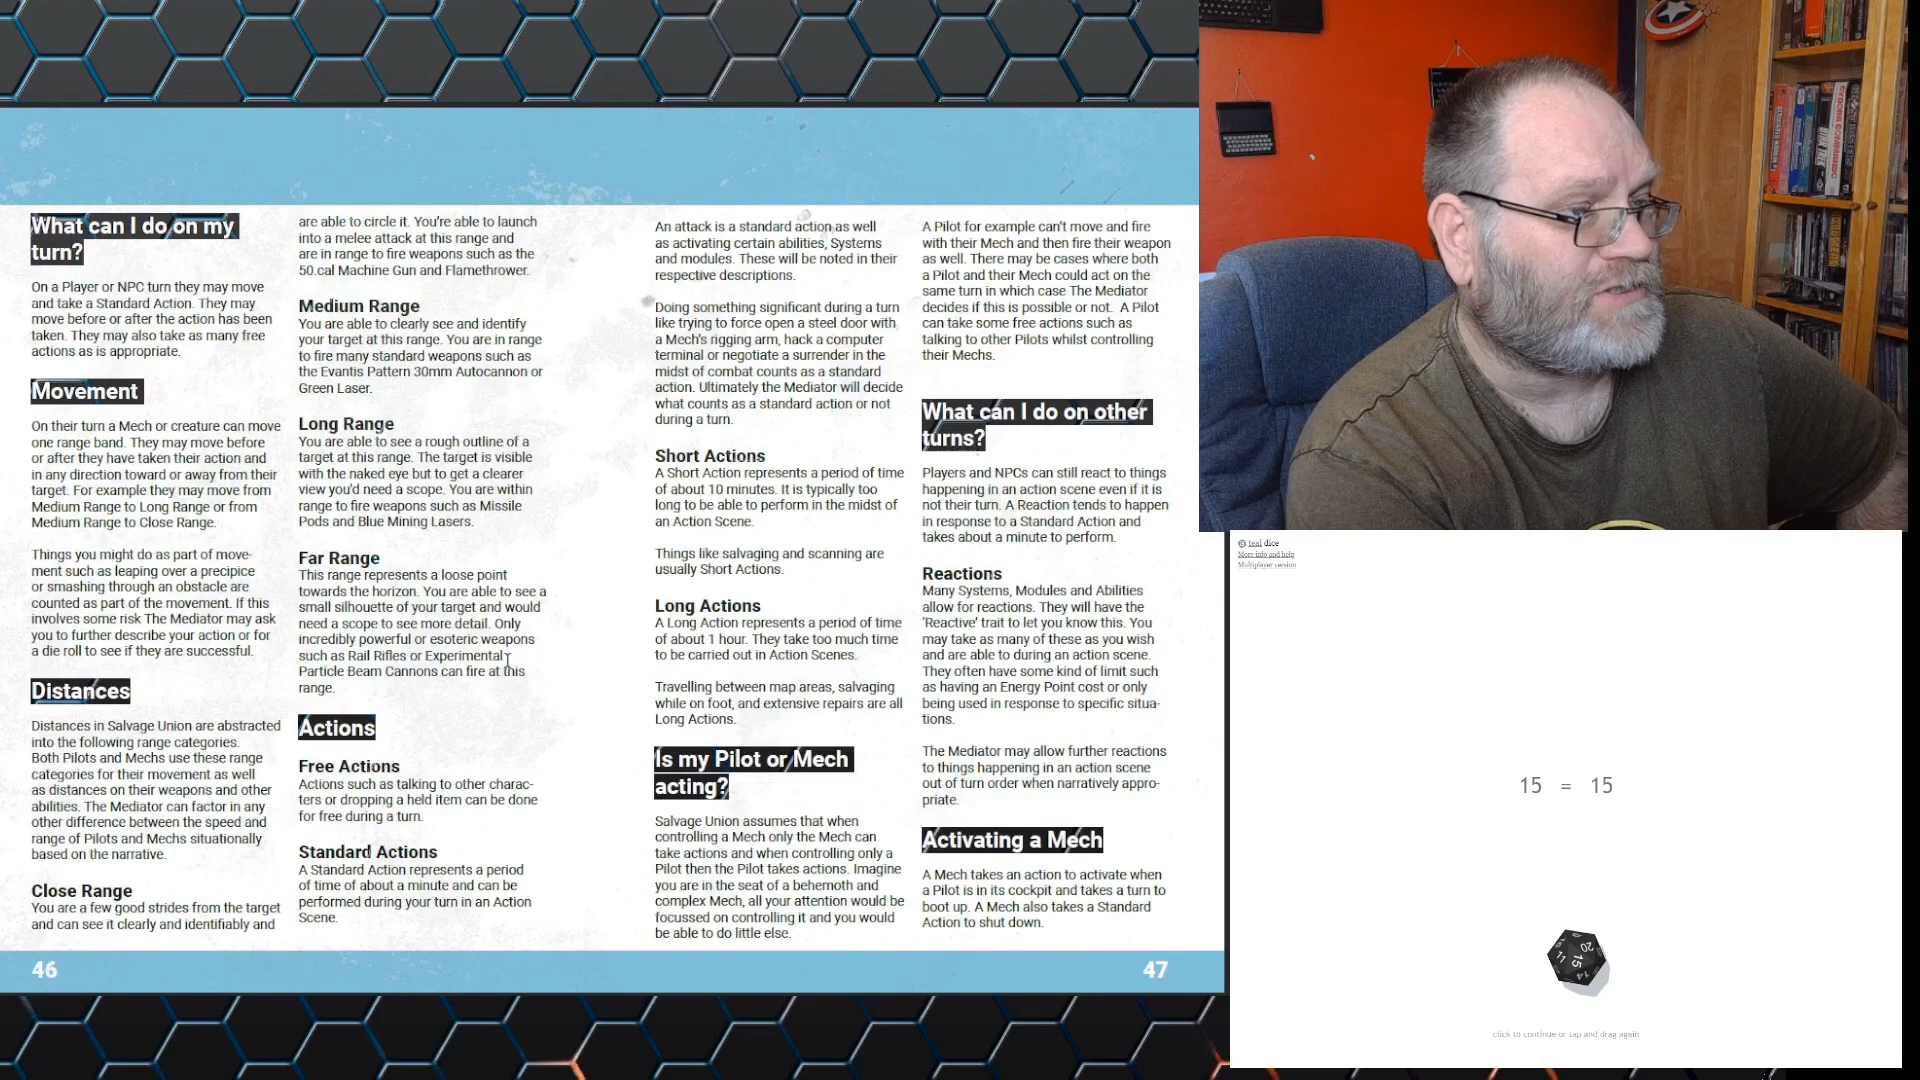 What can I do on my
turn?
On a Player or NPC turn they may move
and take a Standard Action. They may
move before or after the action has been
taken. They may also take as many free
actions as is appropriate.
Movement
On their turn a Mech or creature can move
one range band. They may move before
or after they have taken their action and
in any direction toward or away from their
target. For example they may move from
Medium Range to Long Range or from
Medium Range to Close Range.
Things you might do as part of move-
ment such as leaping over a precipice
or smashing through an obstacle are
counted as part of the movement. If this
involves some risk The Mediator may ask
you to further describe your action or for
a die roll to see if they are successful.
Distances
Distances in Salvage Union are abstracted
into the following range categories.
Both Pilots and Mechs use these range
categories for their movement as well
as distances on their weapons and other
abilities. The Mediator can factor in any
other difference between the speed and
range of Pilots and Mechs situationally
based on the narrative.
Close Range
You are a few good strides from the target
and can see it clearly and identifiably and
are able to circle it. You're able to launch
into a melee attack at this range and
are in range to fire weapons such as the
50.cal Machine Gun and Flamethrower.
Medium Range
You are able to clearly see and identify
your target at this range. You are in range
to fire many standard weapons such as
the Evantis Pattern 30mm Autocannon or
Green Laser.
Long Range
You are able to see a rough outline of a
target at this range. The target is visible
with the naked eye but to get a clearer
view you'd need a scope. You are within
range to fire weapons such as Missile
Pods and Blue Mining Lasers.
Far Range
This range represents a loose point
towards the horizon. You are able to see a
small silhouette of your target and would
need a scope to see more detail. Only
incredibly powerful or esoteric weapons
such as Rail Rifles or Experimental
Particle Beam Cannons can fire at this
range.
Actions
Free Actions
Actions such as talking to other charac-
ters or dropping a held item can be done
for free during a turn.
Standard Actions
A Standard Action represents a period
of time of about a minute and can be
performed during your turn in an Action
Scene.
46
An attack is a standard action as well
as activating certain abilities, Systems
and modules. These will be noted in their
respective descriptions.
Doing something significant during a turn
like trying to force open a steel door with
a Mech's rigging arm, hack a computer
terminal or negotiate a surrender in the
midst of combat counts as a standard
action. Ultimately the Mediator will decide
what counts as a standard action or not
during a turn.
Short Actions
A Short Action represents a period of time
of about 10 minutes. It is typically too
long to be able to perform in the midst of
an Action Scene.
Things like salvaging and scanning are
usually Short Actions.
Long Actions
A Long Action represents a period of time
of about 1 hour. They take too much time
to be carried out in Action Scenes.
Travelling between map areas, salvaging
while on foot, and extensive repairs are all
Long Actions.
Is my Pilot or Mech
acting?
Salvage Union assumes that when
controlling a Mech only the Mech can
take actions and when controlling only a
Pilot then the Pilot takes actions. Imagine
you are in the seat of a behemoth and
complex Mech, all your attention would be
focussed on controlling it and you would
be able to do little else.
A Pilot for example can't move and fire
with their Mech and then fire their weapon
as well. There may be cases where both
a Pilot and their Mech could act on the
same turn in which case The Mediator
decides if this is possible or not. A Pilot
can take some free actions such as
talking to other Pilots whilst controlling
their Mechs.
What can I do on other
turns?
Players and NPCs can still react to things
happening in an action scene even if it is
not their turn. A Reaction tends to happen
in response to a Standard Action and
takes about a minute to perform.
Reactions
Many Systems, Modules and Abilities
allow for reactions. They will have the
'Reactive' trait to let you know this. You
may take as many of these as you wish
and are able to during an action scene.
They often have some kind of limit such
as having an Energy Point cost or only
being used in response to specific situa-
tions.
The Mediator may allow further reactions
to things happening in an action scene
out of turn order when narratively appro-
priate.
Activating a Mech
A Mech takes an action to activate when
a Pilot is in its cockpit and takes a turn to
boot up. A Mech also takes a Standard
Action to shut down.
47
teal dice
More info and help
Multiplayer version
15 = 15
20
15
11
14
click to continue or tap and drag again